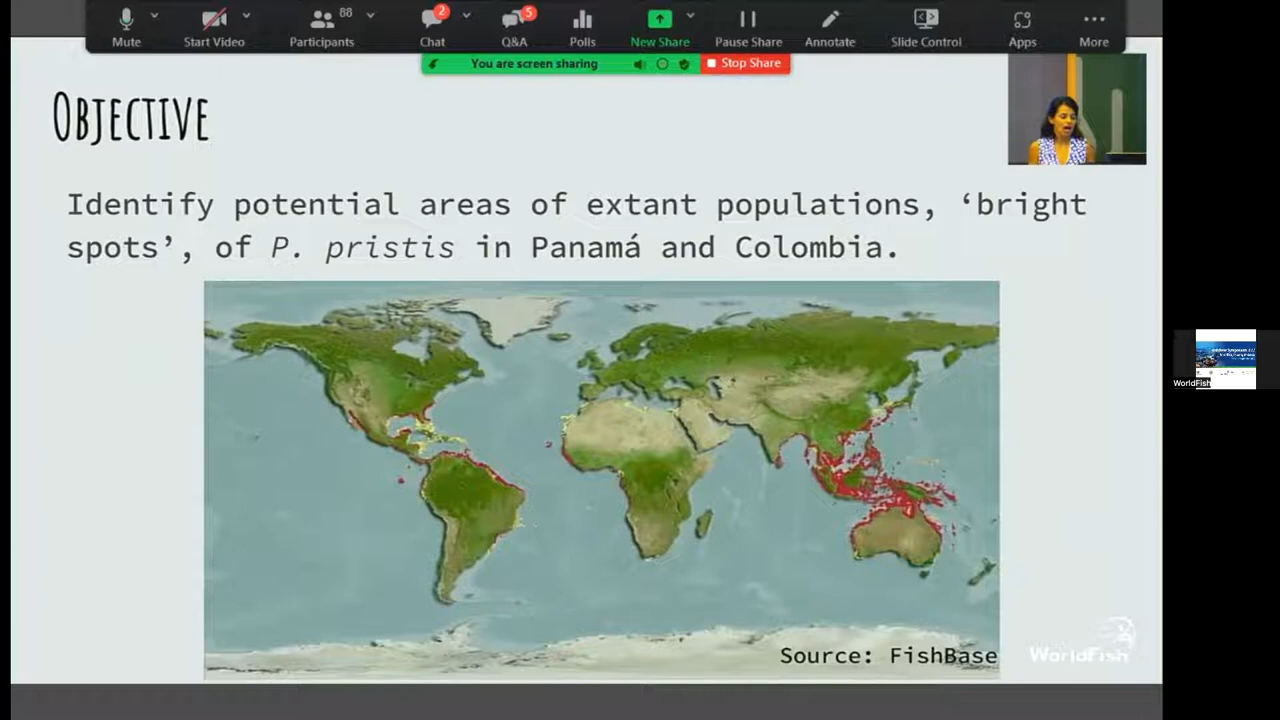 88
2
5
Mute
Start Video
Participants
Chat
Q&A
Polls
New Share
Pause Share
Annotate
Slide Control
Apps
More
You are screen sharing
Stop Share
OBJECTIVE
Identify potential areas of extant populations, ‘bright
spots’, of P. pristis in Panamá and Colombia.
Source: FishBase
WorldFish
WorldFish